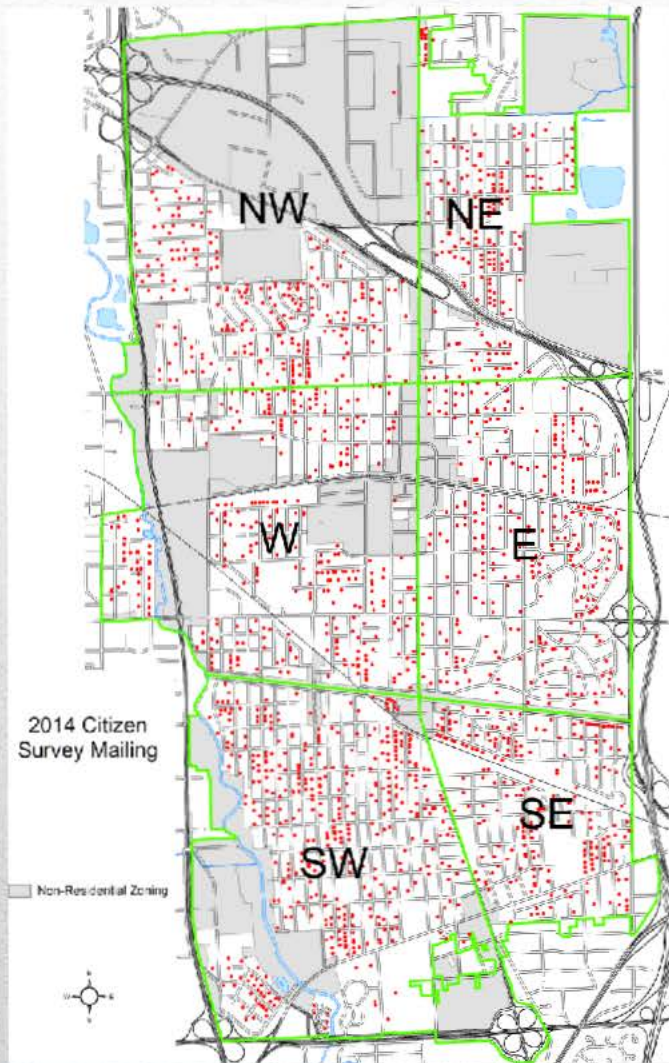 NW
NE
W
E
2014 Citizen
Survey Mailing
SW
SE
Non-Residential Zoning
N
W
E
S